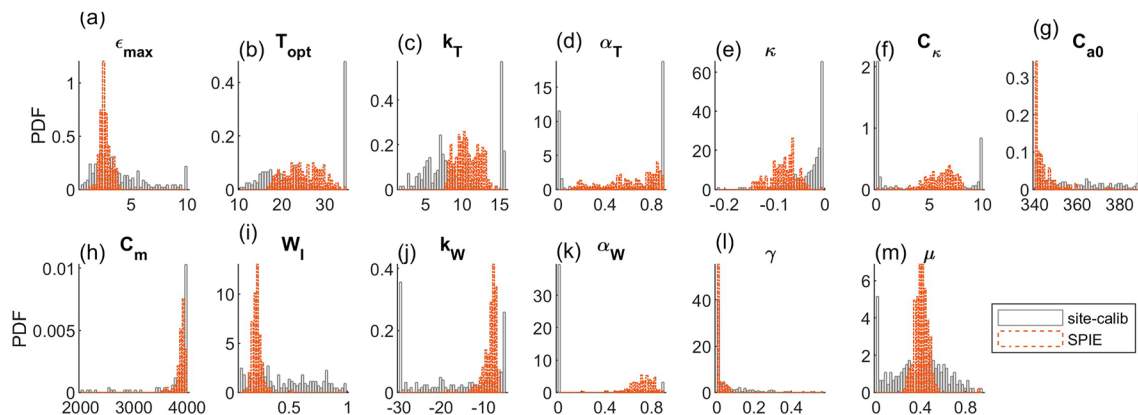 (a) (b) (c) (d) (e) (f) (g)
ϵmax Topt kT αT κ Cκ Ca0
PDF
1 0.5 0
0.4 0.2 0
0.4 0.2 0
8 6 4 2 0
60 40 20 0
2 1 0
0.3 0.2 0.1 0
0 5 10
10 20 30
5 10 15
0 0.4 0.8
-0.2 -0.1 0
0 5 10
340 360 380
(h) (i) (j) (k) (l) (m)
Cm WI kW αW γ μ
PDF
0.01 0.005 0
10 5 0
0.4 0.2 0
30 20 10 0
40 20 0
6 4 2 0
2000 3000 4000
0.5 1
-30 -20 -10
0 0.4 0.8
0 0.2 0.4
0 0.4 0.8
site-calib
SPIE